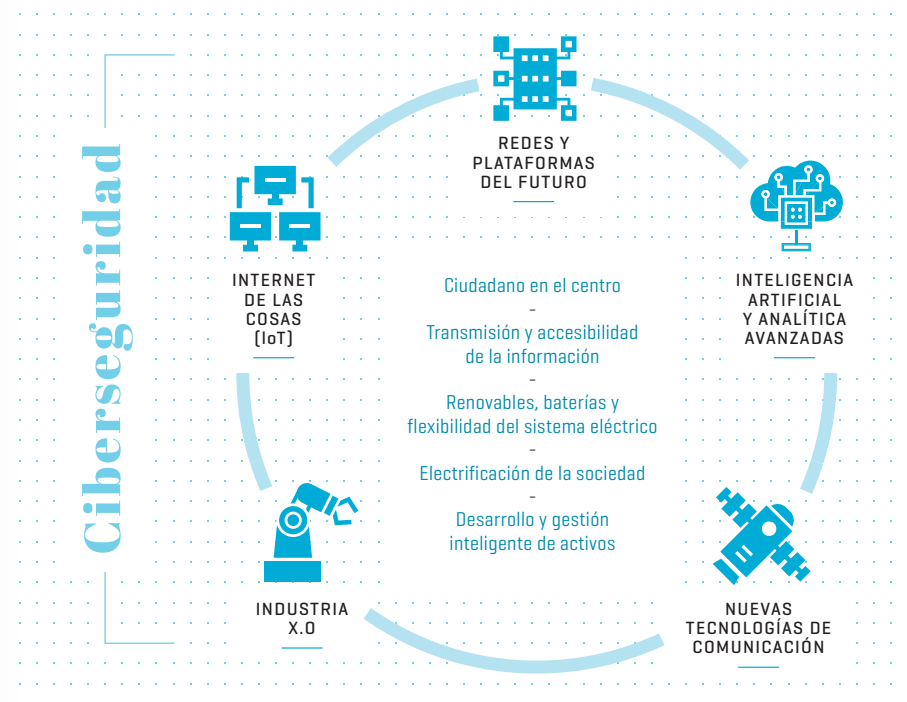 Ciberseguridad
REDES Y
PLATAFORMAS
DEL FUTURO
INTELIGENCIA
ARTIFICIAL
Y ANALÍTICA
AVANZADAS
NUEVAS
TECNOLOGÍAS DE
COMUNICACIÓN
INDUSTRIA
X.0
INTERNET
DE LAS
COSAS
(IoT)
Ciudadano en el centro
-
Transmisión y accesibilidad
de la información
-
Renovables, baterías y
flexibilidad del sistema eléctrico
-
Electrificación de la sociedad
-
Desarrollo y gestión
inteligente de activos